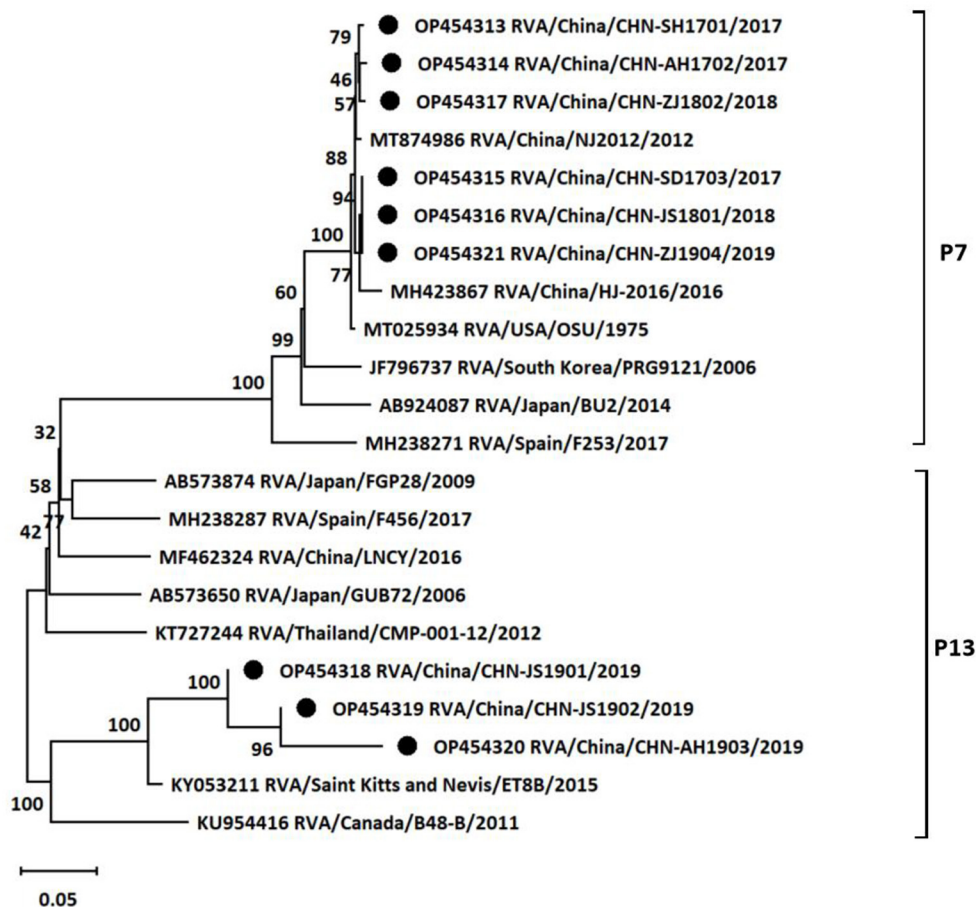 79
OP454313 RVA/China/CHN-SH1701/2017
OP454314 RVA/China/CHN-AH1702/2017
46
57
OP454317 RVA/China/CHN-ZJ1802/2018
MT874986 RVA/China/NJ2012/2012
88
OP454315 RVA/China/CHN-SD1703/2017
94
OP454316 RVA/China/CHN-JS1801/2018
100
OP454321 RVA/China/CHN-ZJ1904/2019
P7
77
MH423867 RVA/China/HJ-2016/2016
60
MT025934 RVA/USA/OSU/1975
99
JF796737 RVA/South Korea/PRG9121/2006
100
AB924087 RVA/Japan/BU2/2014
32
MH238271 RVA/Spain/F253/2017
58
AB573874 RVA/Japan/FGP28/2009
77
MH238287 RVA/Spain/F456/2017
42
MF462324 RVA/China/LNCY/2016
AB573650 RVA/Japan/GUB72/2006
KT727244 RVA/Thailand/CMP-001-12/2012
P13
100
OP454318 RVA/China/CHN-JS1901/2019
OP454319 RVA/China/CHN-JS1902/2019
100
96
OP454320 RVA/China/CHN-AH1903/2019
KY053211 RVA/Saint Kitts and Nevis/ET8B/2015
100
KU954416 RVA/Canada/B48-B/2011
0.05